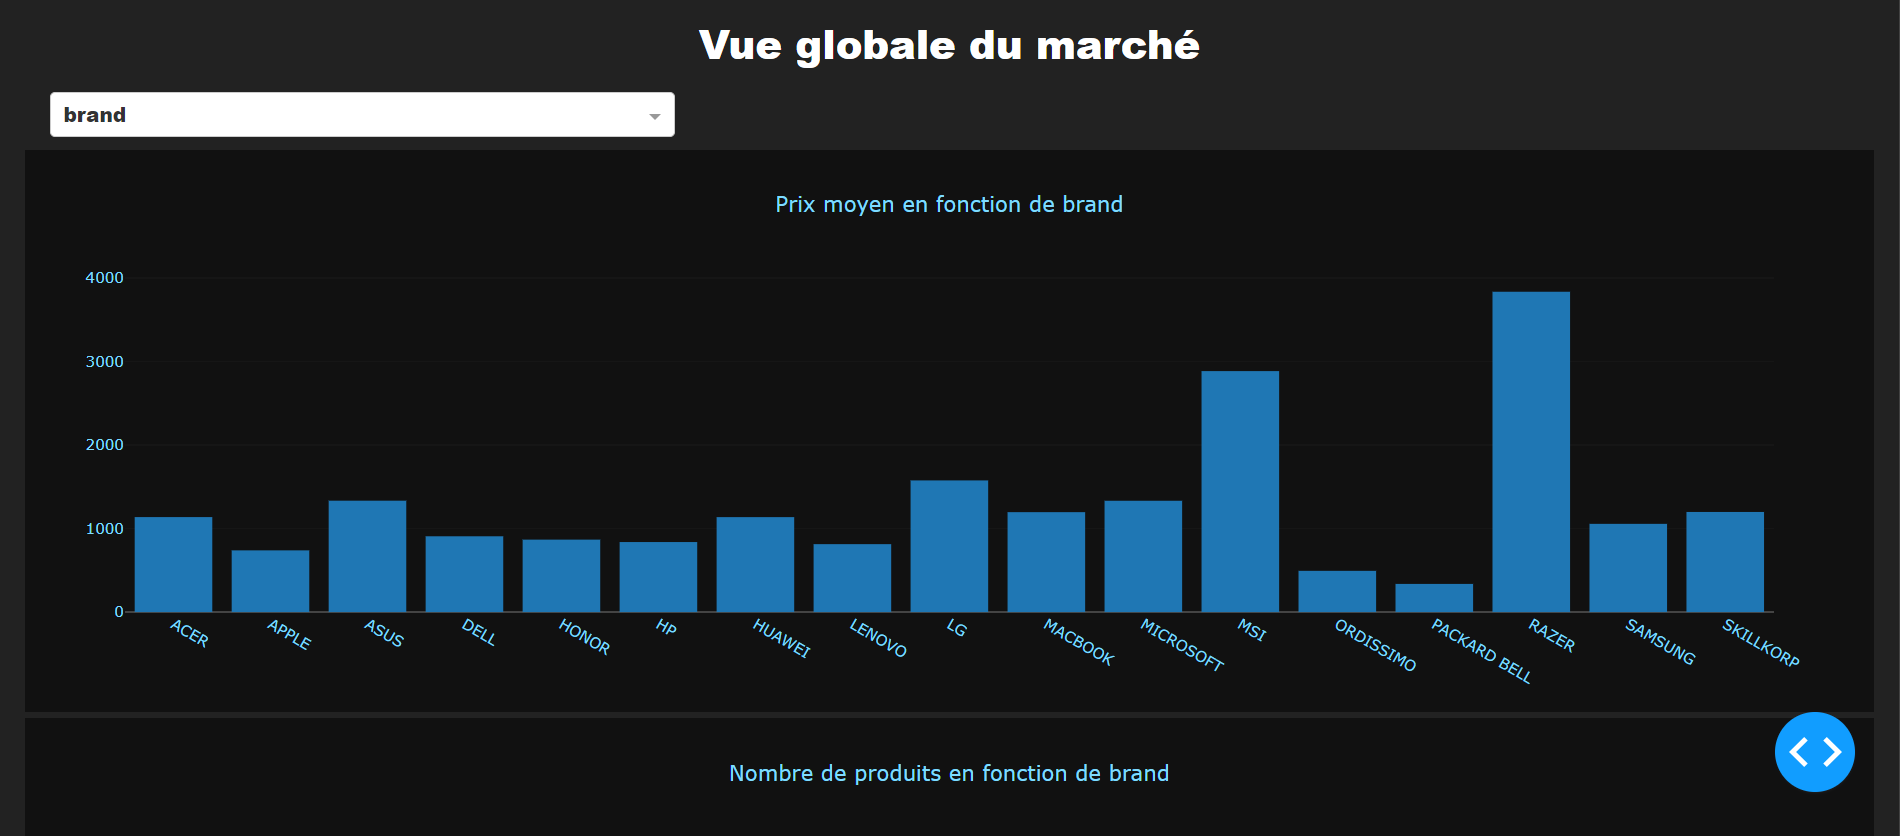 Vue globale du marché
brand
Prix moyen en fonction de brand
4000
3000
2000
1000
0
ACER
APPLE
ASUS
DELL
HONOR
HP
HUAWEI
LENOVO
LG
MACBOOK
MICROSOFT
MSI
ORDISSIMO
PACKARD BELL
RAZER
SAMSUNG
SKILLKORP
Nombre de produits en fonction de brand